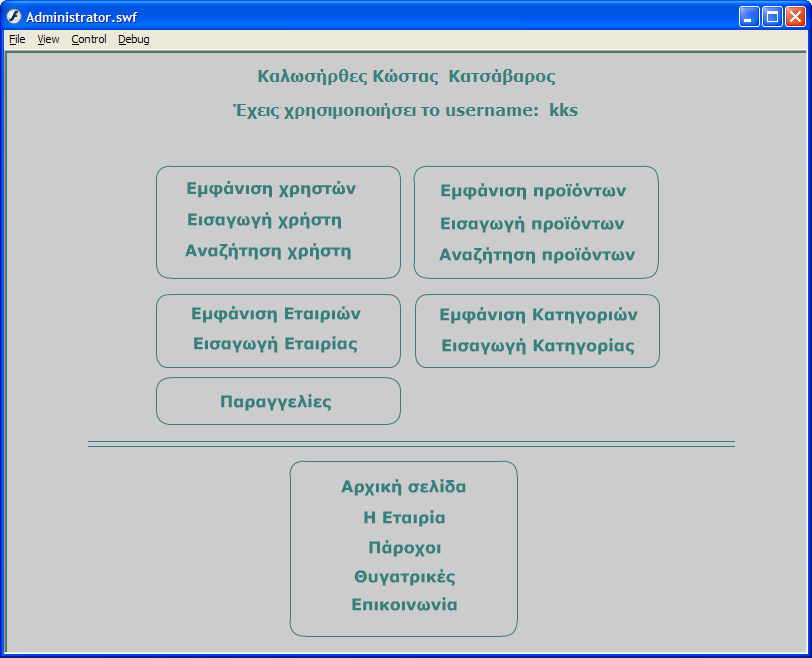 Administrator.swf
File View Control Debug
Καλωσήρθες Κώστας Κατσάβαρος
Έχεις χρησιμοποιήσει το username: kks
Εμφάνιση χρηστών
Εισαγωγή χρήστη
Αναζήτηση χρήστη
Εμφάνιση προϊόντων
Εισαγωγή προϊόντων
Αναζήτηση προϊόντων
Εμφάνιση Εταιριών
Εισαγωγή Εταιρίας
Εμφάνιση Κατηγοριών
Εισαγωγή Κατηγορίας
Παραγγελίες
Αρχική σελίδα
Η Εταιρία
Πάροχοι
Θυγατρικές
Επικοινωνία